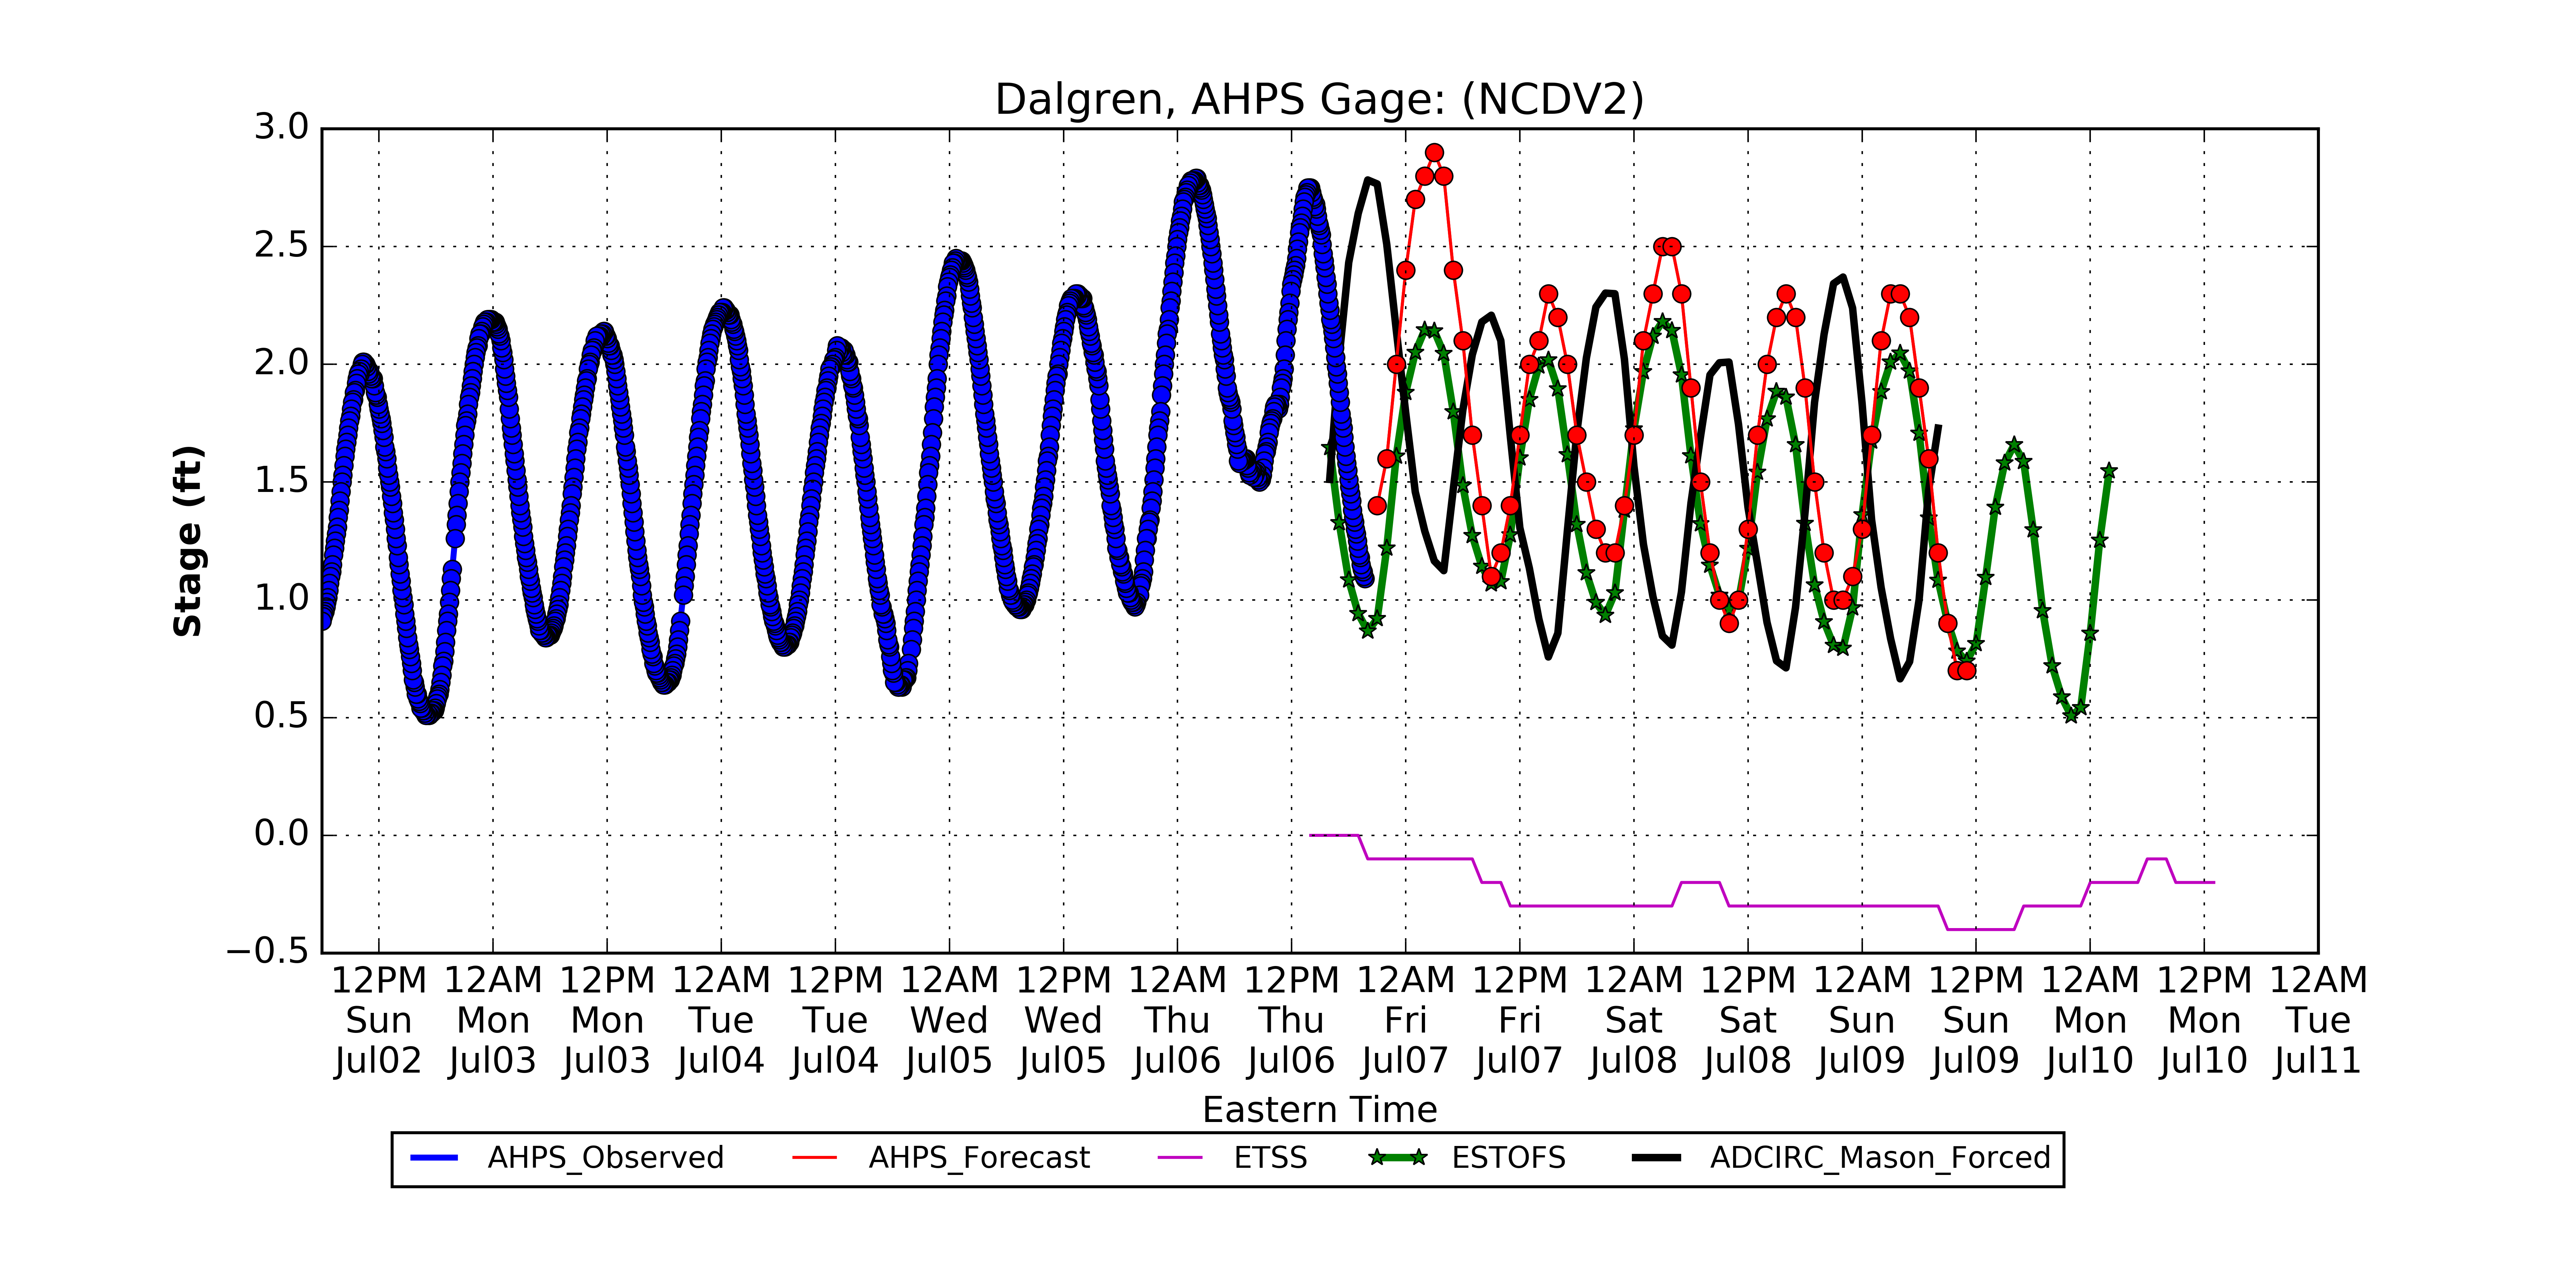 Dalgren, AHPS Gage: (NCDV2)
3.0
2.5
2.0
1.5
1.0
0.5
0.0
−0.5
Stage (ft)
12PM 12AM 12PM 12AM 12PM 12AM 12PM 12AM 12PM 12AM 12PM 12AM 12PM 12AM 12PM 12AM 12PM 12AM
Sun Mon Mon Tue Tue Wed Wed Thu Thu Fri Fri Sat Sat Sun Sun Mon Mon Tue
Jul02 Jul03 Jul03 Jul04 Jul04 Jul05 Jul05 Jul06 Jul06 Jul07 Jul07 Jul08 Jul08 Jul09 Jul09 Jul10 Jul10 Jul11
Eastern Time
AHPS_Observed AHPS_Forecast ETSS ESTOFS ADCIRC_Mason_Forced